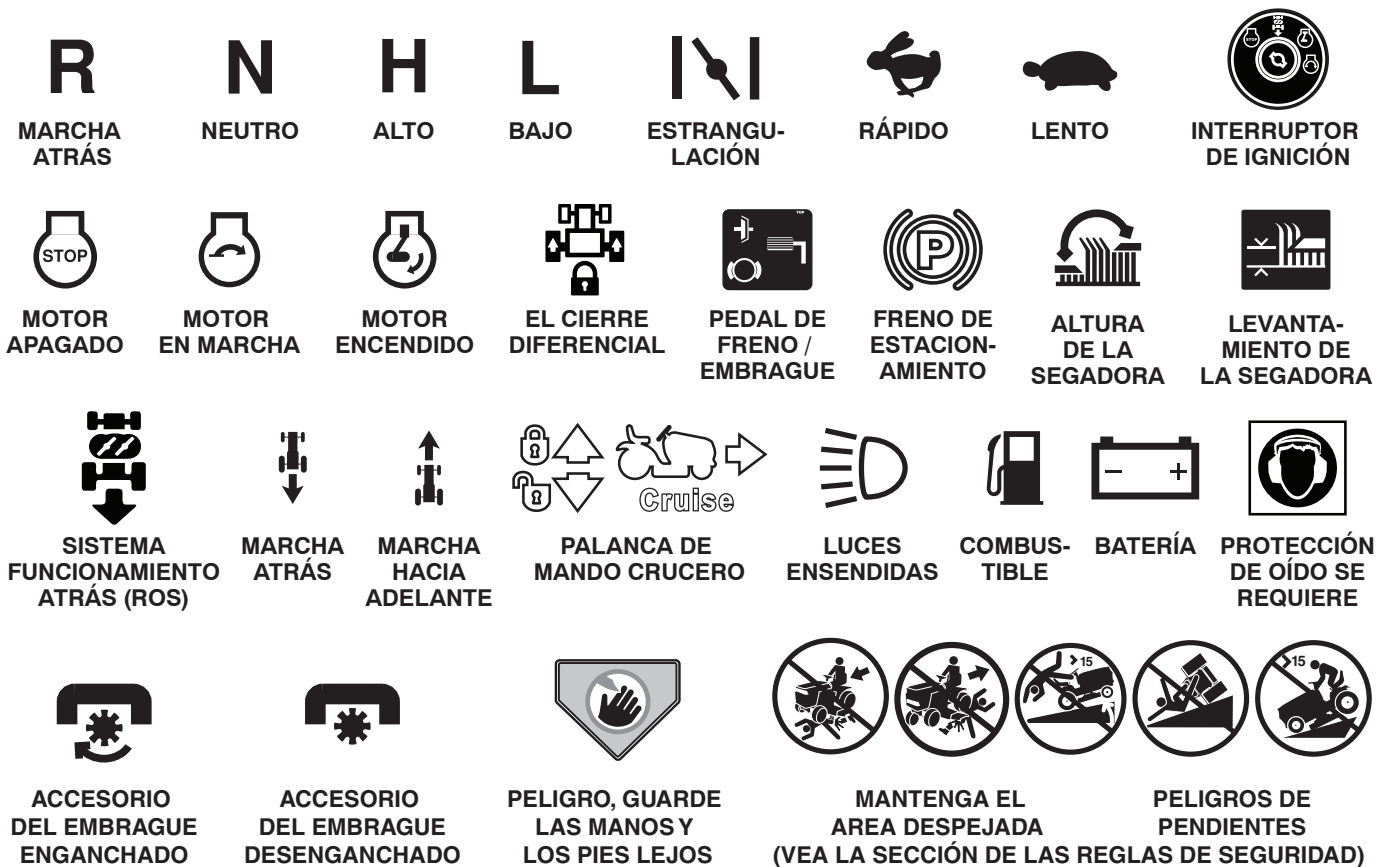 R N H L
MARCHA ATRÁS
NEUTRO
ALTO
BAJO
ESTRANGU-
LACIÓN
RÁPIDO
LENTO
STOP
INTERRUPTOR
DE IGNICIÓN
STOP
MOTOR
APAGADO
MOTOR
EN MARCHA
MOTOR
ENCENDIDO
EL CIERRE
DIFERENCIAL
TOP
PEDAL DE
FRENO /
EMBRAGUE
P
FRENO DE
ESTACION-
AMIENTO
ALTURA
DE LA
SEGADORA
LEVANTA-
MIENTO DE
LA SEGADORA
SISTEMA
FUNCIONAMIENTO
ATRÁS (ROS)
MARCHA
ATRÁS
MARCHA
HACIA
ADELANTE
Cruise
PALANCA DE
MANDO CRUCERO
LUCES
ENSENDIDAS
COMBUS-
TIBLE
- +
BATERÍA
PROTECCIÓN
DE OÍDO SE
REQUIERE
ACCESORIO
DEL EMBRAGUE
ENGANCHADO
ACCESORIO
DEL EMBRAGUE
DESENGANCHADO
PELIGRO, GUARDE
LAS MANOS Y
LOS PIES LEJOS
15
15
MANTENGA EL
AREA DESPEJADA
PELIGROS DE
PENDIENTES
(VEA LA SECCIÓN DE LAS REGLAS DE SEGURIDAD)